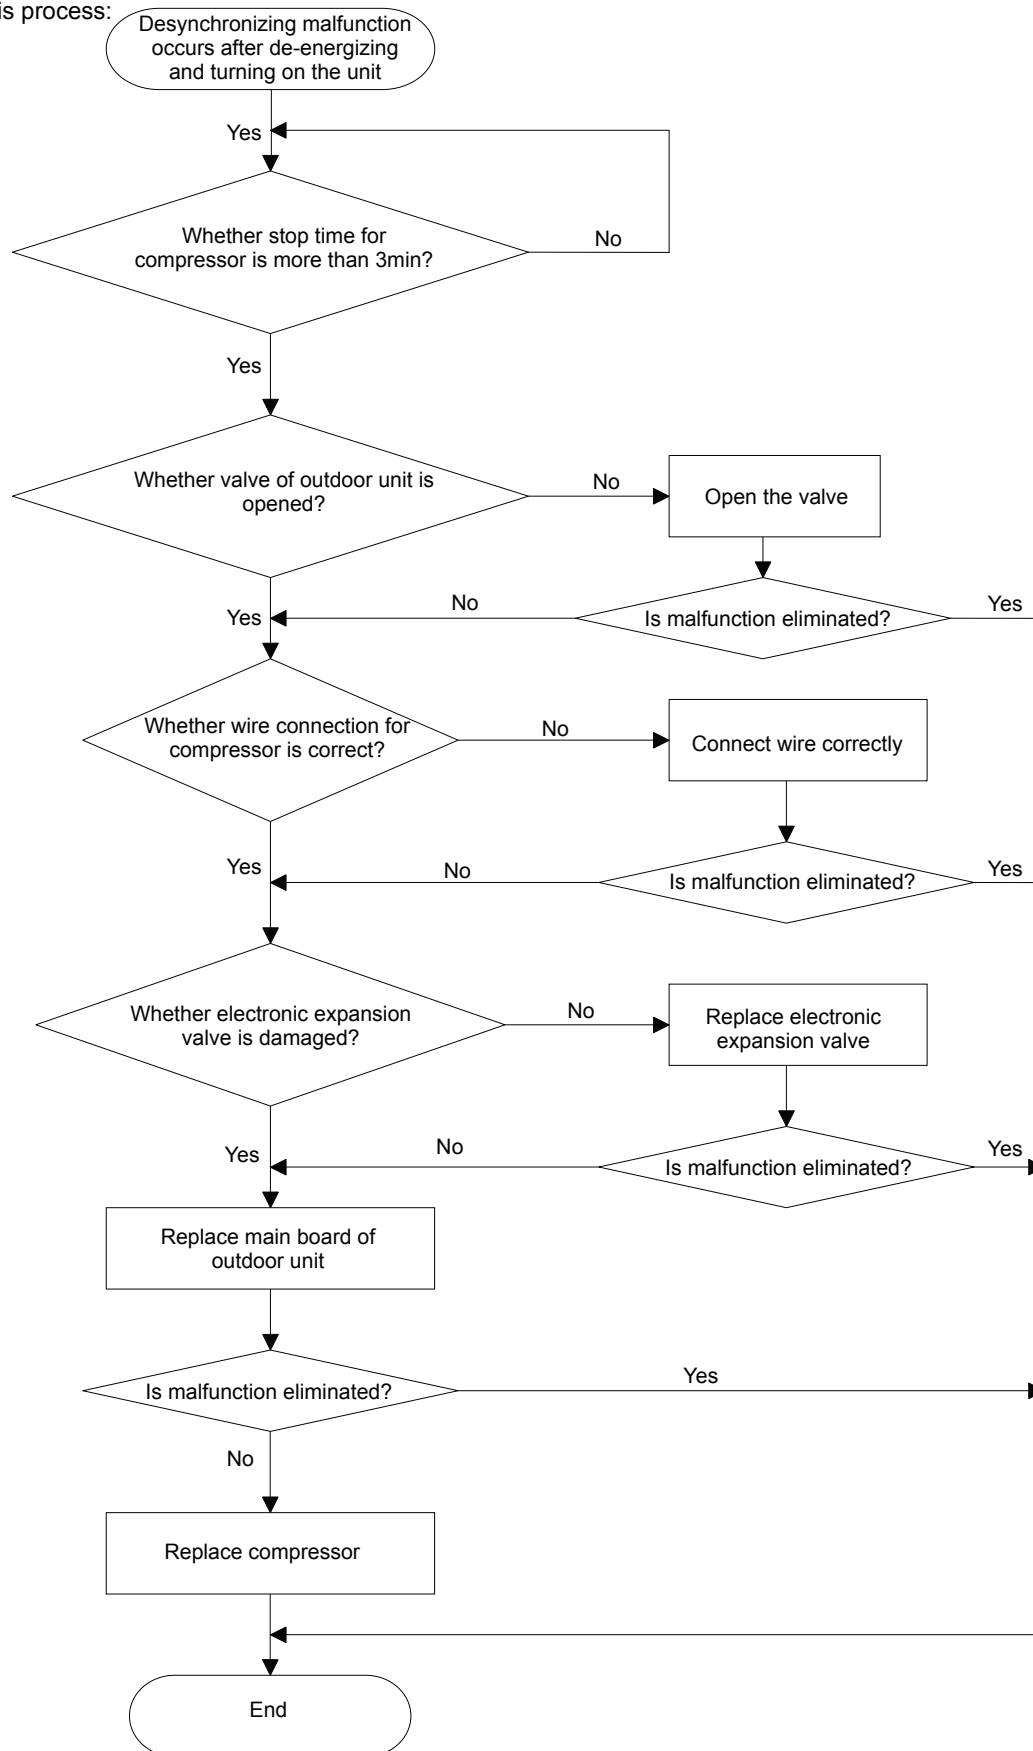 is process:
Desynchronizing malfunction
occurs after de-energizing
and turning on the unit
Yes
Whether stop time for
compressor is more than 3min?
No
Yes
Whether valve of outdoor unit is
opened?
No
Open the valve
Yes
No
Is malfunction eliminated?
Yes
Whether wire connection for
compressor is correct?
No
Connect wire correctly
Yes
No
Is malfunction eliminated?
Yes
Whether electronic expansion
valve is damaged?
No
Replace electronic
expansion valve
Yes
No
Is malfunction eliminated?
Yes
Replace main board of
outdoor unit
Is malfunction eliminated?
Yes
No
Replace compressor
End